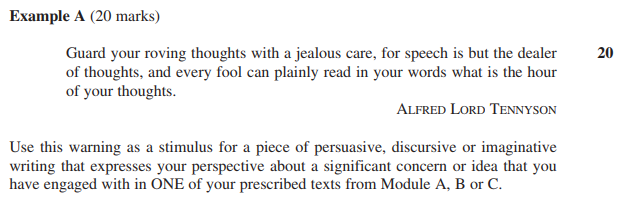 Example A (20 marks)
Guard your roving thoughts with a jealous care, for speech is but the dealer 20
of thoughts, and every fool can plainly read in your words what is the hour
of your thoughts.
ALFRED LORD TENNYSON
Use this warning as a stimulus for a piece of persuasive, discursive or imaginative
writing that expresses your perspective about a significant concern or idea that you
have engaged with in ONE of your prescribed texts from Module A, B or C.